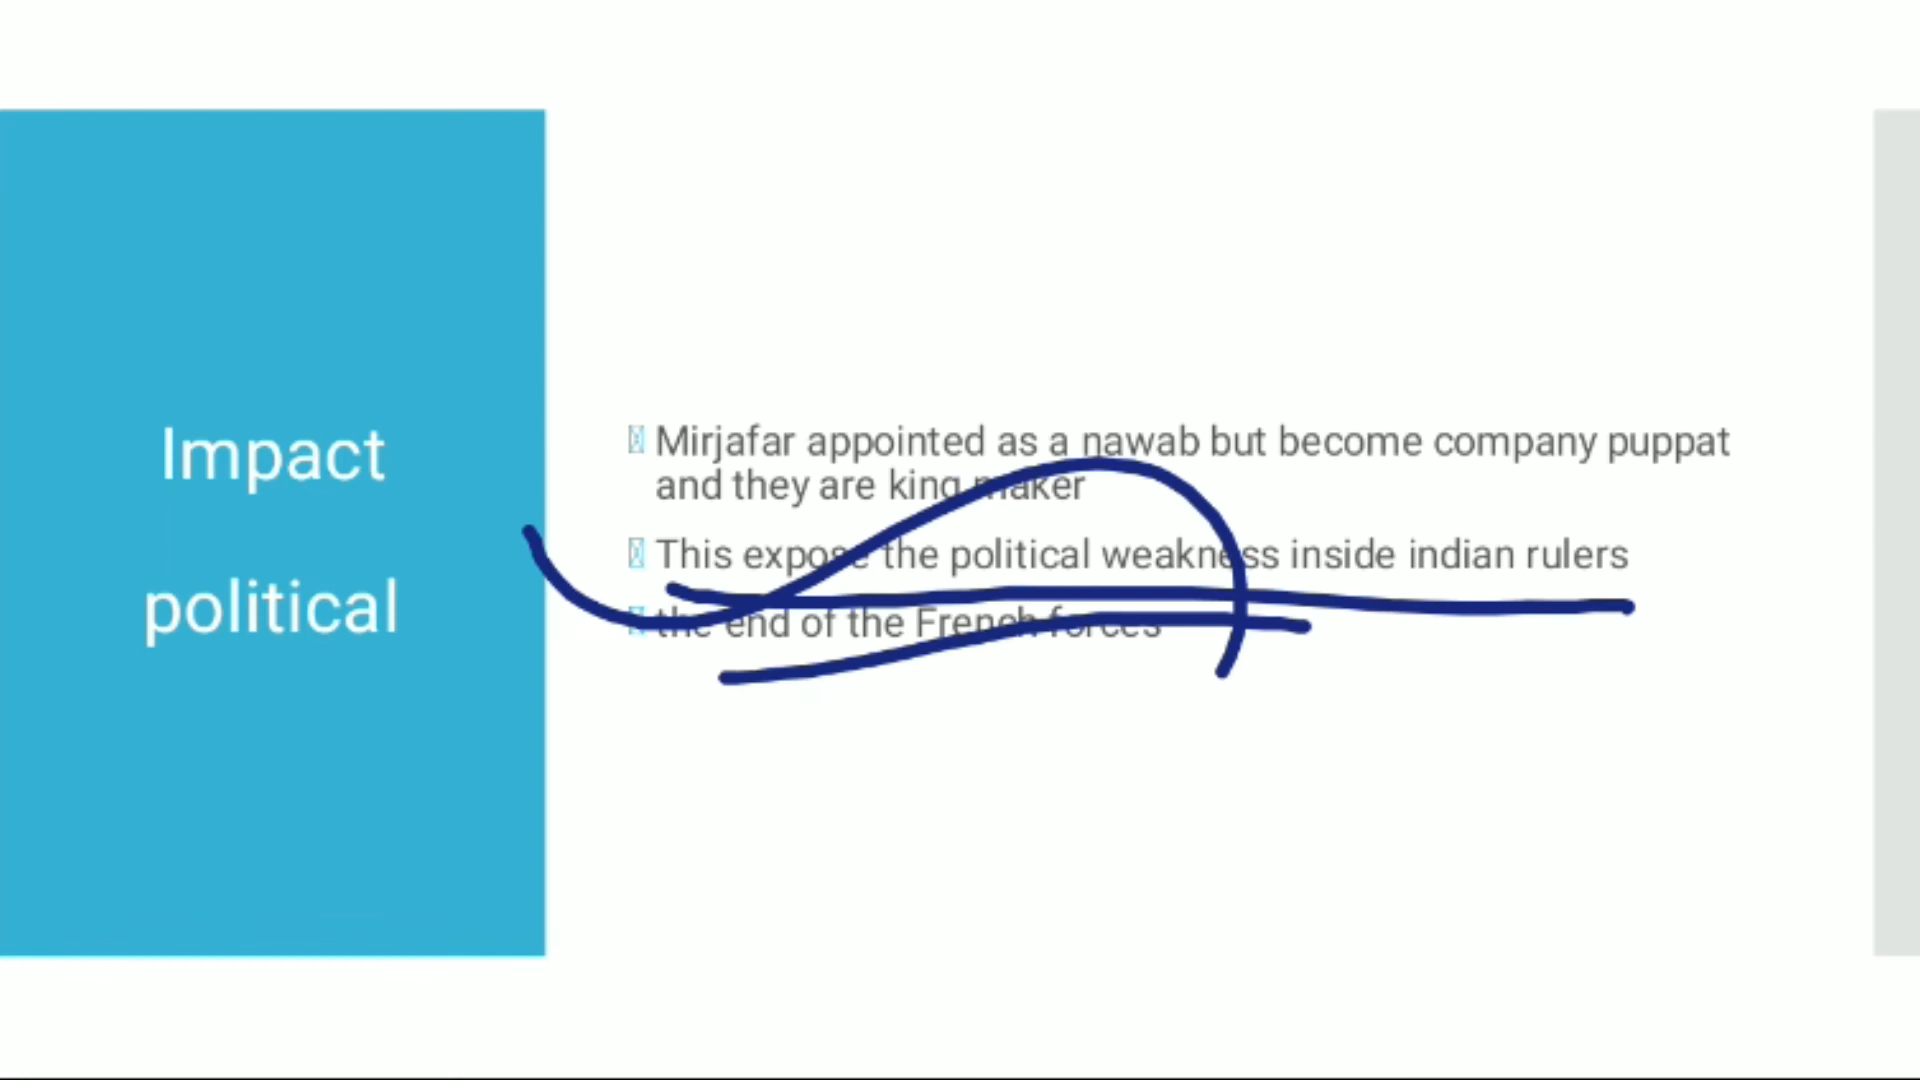 Impact
political
Mirjafar appointed as a nawab but become company puppat
and they are king maker
This expose the political weakness inside indian rulers
the end of the French forces